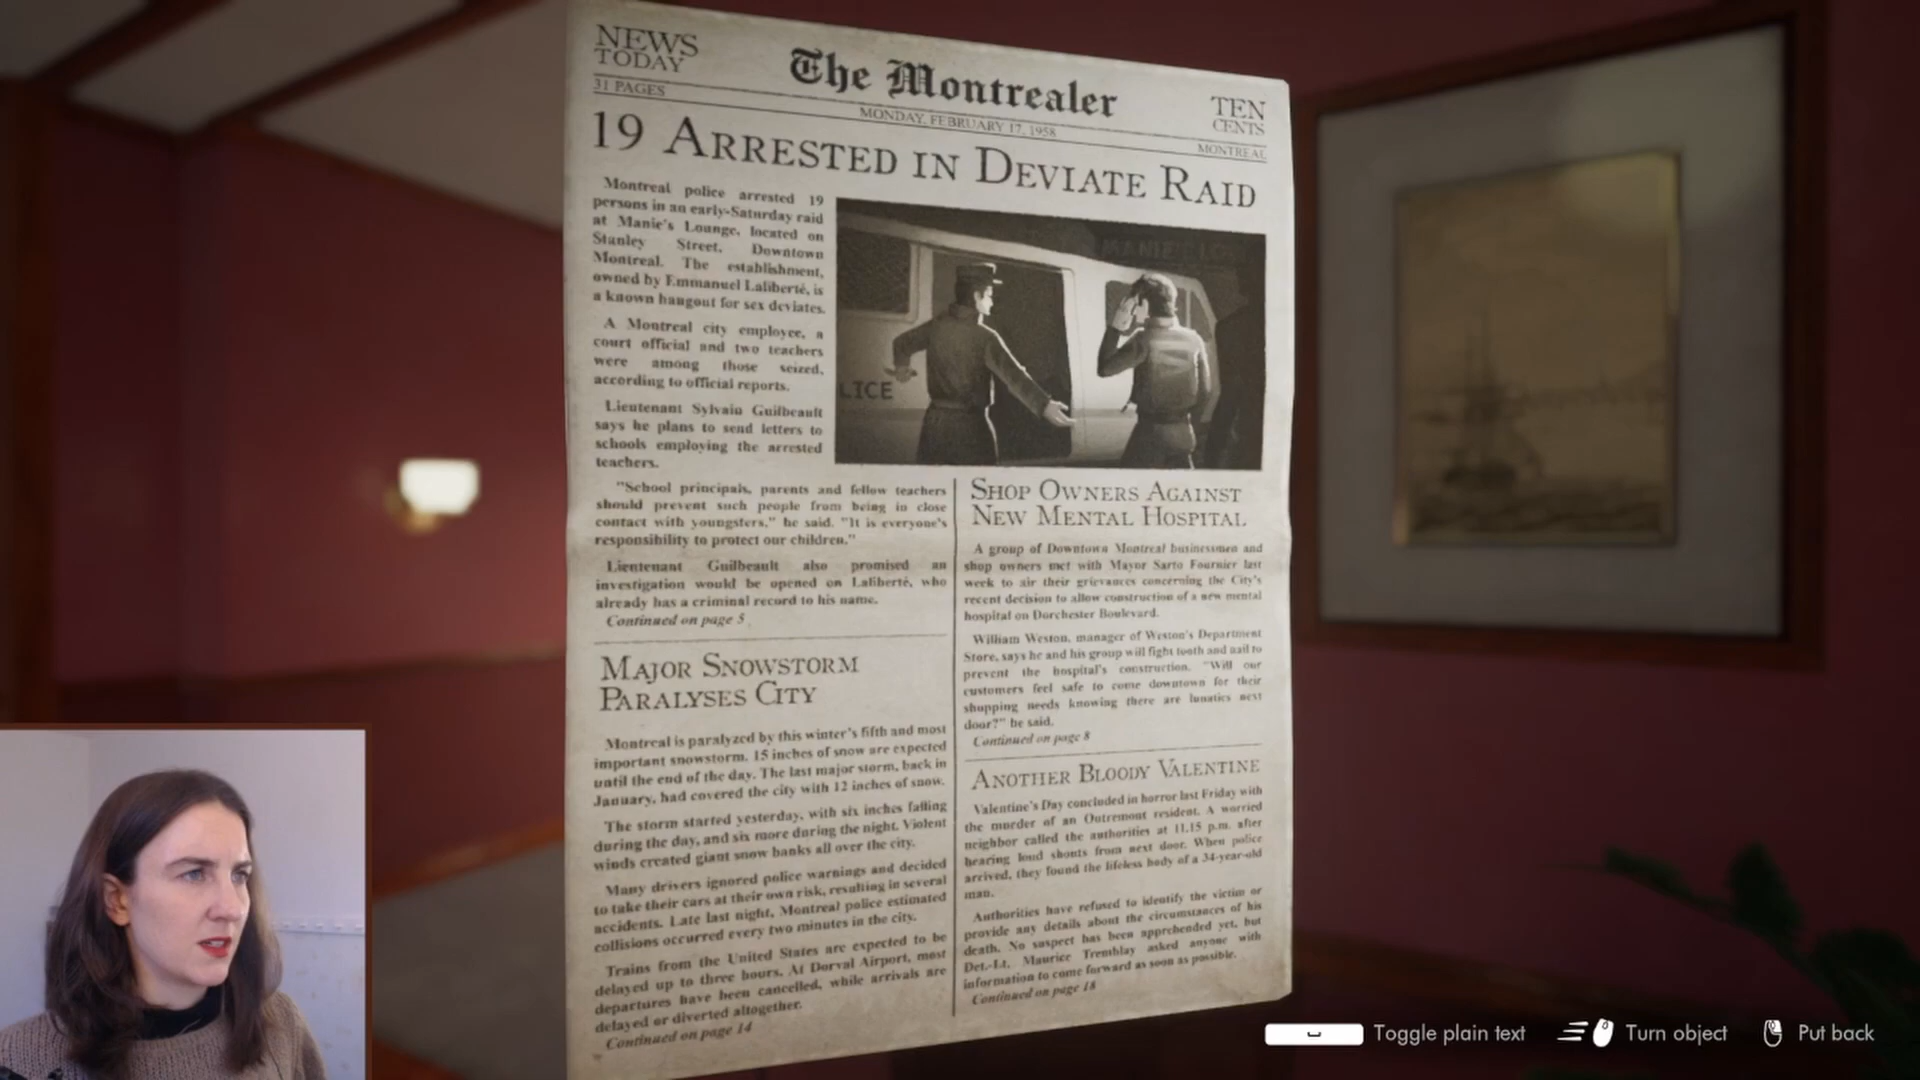 NEWS
TODAY
The Montrealer
TEN
CENTS
31 PAGES
MONDAY, FEBRUARY 17, 1958
MONTREAL
19 ARRESTED IN DEVIATE RAID
Montreal police arrested 19
persons in an early-Saturday raid
at Manie's Lounge, located on
Stanley Street, Downtown
Montreal. The establishment,
owned by Emmanuel Laliberté, is
a known hangout for sex deviates.
A Montreal city employee, a
court official and two teachers
were among those seized,
according to official reports.
Lieutenant Sylvain Guilbeault
says he plans to send letters to
schools employing the arrested
teachers.
LICE
"School principals, parents and fellow teachers
should prevent such people from being in close
contact with youngsters," he said. "It is everyone's
responsibility to protect our children."
Lieutenant Guilbeault also promised an
investigation would be opened on Laliberté, who
already has a criminal record to his name.
Continued on page 5
MAJOR SNOWSTORM
PARALYSES CITY
Montreal is paralyzed by this winter's fifth and most
important snowstorm. 15 inches of snow are expected
until the end of the day. The last major storm, back in
January, had covered the city with 12 inches of snow.
The storm started yesterday, with six inches falling
during the day, and six more during the night. Violent
winds created giant snow banks all over the city.
Many drivers ignored police warnings and decided
to take their cars at their own risk, resulting in several
accidents. Late last night, Montreal police estimated
collisions occurred every two minutes in the city.
Trains from the United States are expected to be
delayed up to three hours. At Dorval Airport, most
departures have been cancelled, while arrivals are
delayed or diverted altogether.
Continued on page 14
SHOP OWNERS AGAINST
NEW MENTAL HOSPITAL
A group of Downtown Montreal businessmen and
shop owners met with Mayor Sarto Fournier last
week to air their grievances concerning the City's
recent decision to allow construction of a new mental
hospital on Dorchester Boulevard.
William Weston, manager of Weston's Department
Store, says he and his group will fight tooth and nail to
prevent the hospital's construction. "Will our
customers feel safe to come downtown for their
shopping needs knowing there are lunatics next
door?" he said.
Continued on page 8
ANOTHER BLOODY VALENTINE
Valentine's Day concluded in horror last Friday with
the murder of an Outremont resident. A worried
neighbor called the authorities at 11.15 p.m. after
hearing loud shouts from next door. When police
arrived, they found the lifeless body of a 34-year-old
man.
Authorities have refused to identify the victim or
provide any details about the circumstances of his
death. No suspect has been apprehended yet, but
Det.-Lt. Maurice Tremblay asked anyone with
information to come forward as soon as possible.
Continued on page 18
Toggle plain text
Turn object
Put back